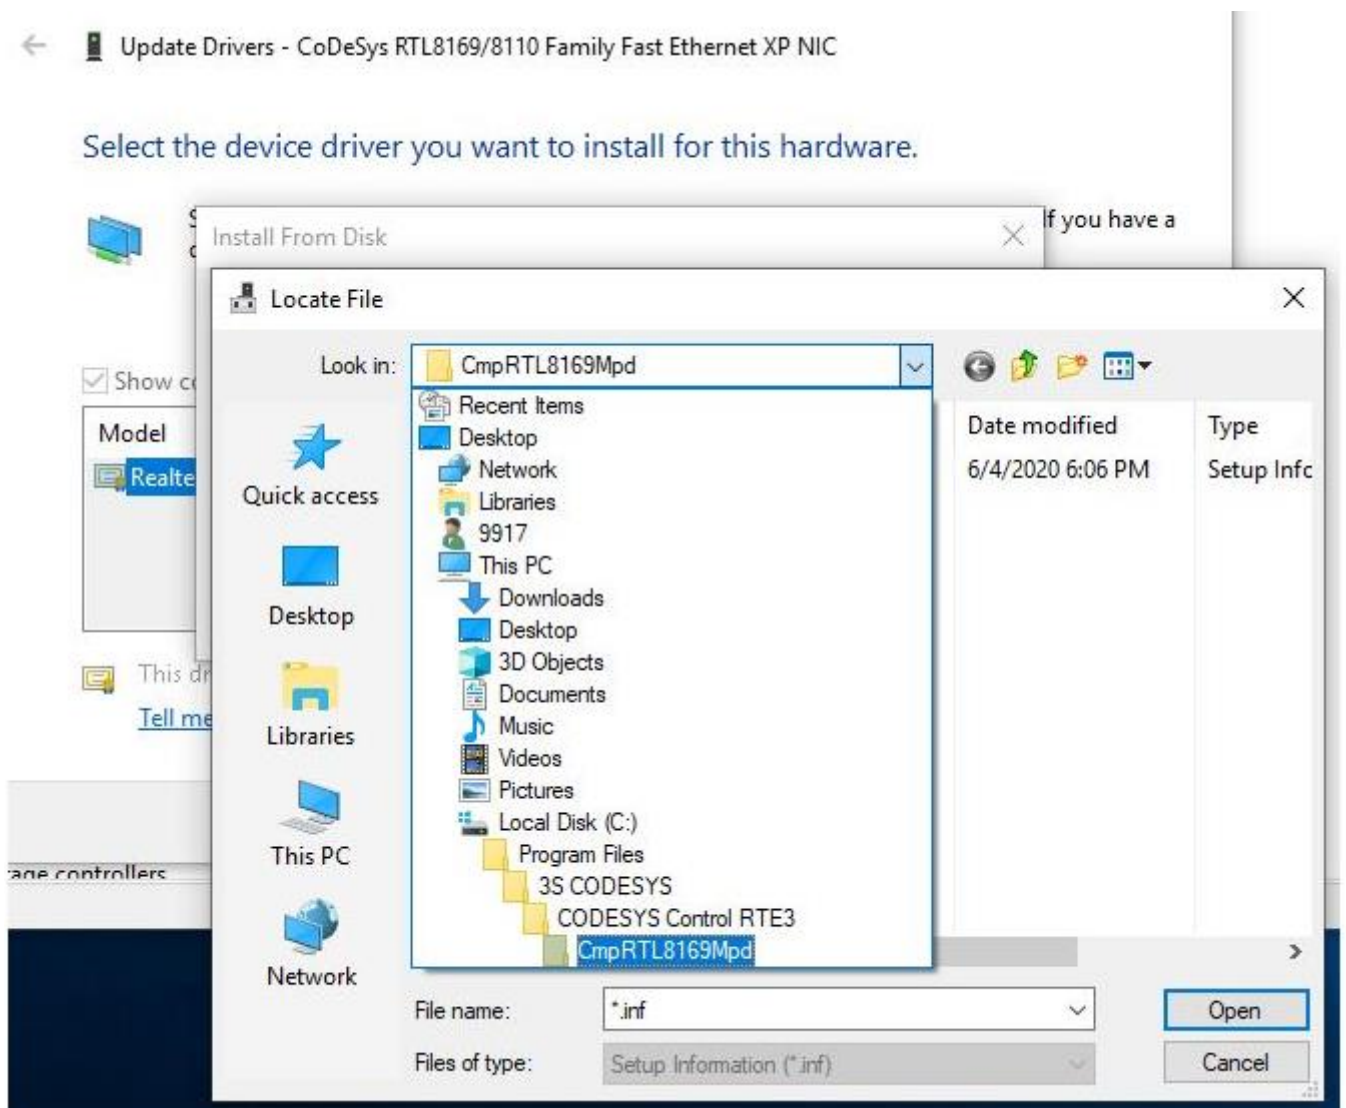 Update Drivers - CoDeSys RTL8169/8110 Family Fast Ethernet XP NIC
Select the device driver you want to install for this hardware.
If you have a
Install From Disk
Locate File
Look in:
CmpRTL8169Mpd
Show
Model
Recent Items
Desktop
Network
Libraries
9917
This PC
Downloads
Desktop
3D Objects
Documents
Music
Videos
Pictures
Local Disk (C:)
Program Files
3S CODESYS
CODESYS Control RTE3
CmpRTL8169Mpd
Date modified
Type
6/4/2020 6:06 PM
Setup Info
Realte
Quick access
Desktop
Libraries
This PC
Network
This dr
Tell me
age controllers
File name:
*.inf
Open
Files of type:
Setup Information (*.inf)
Cancel